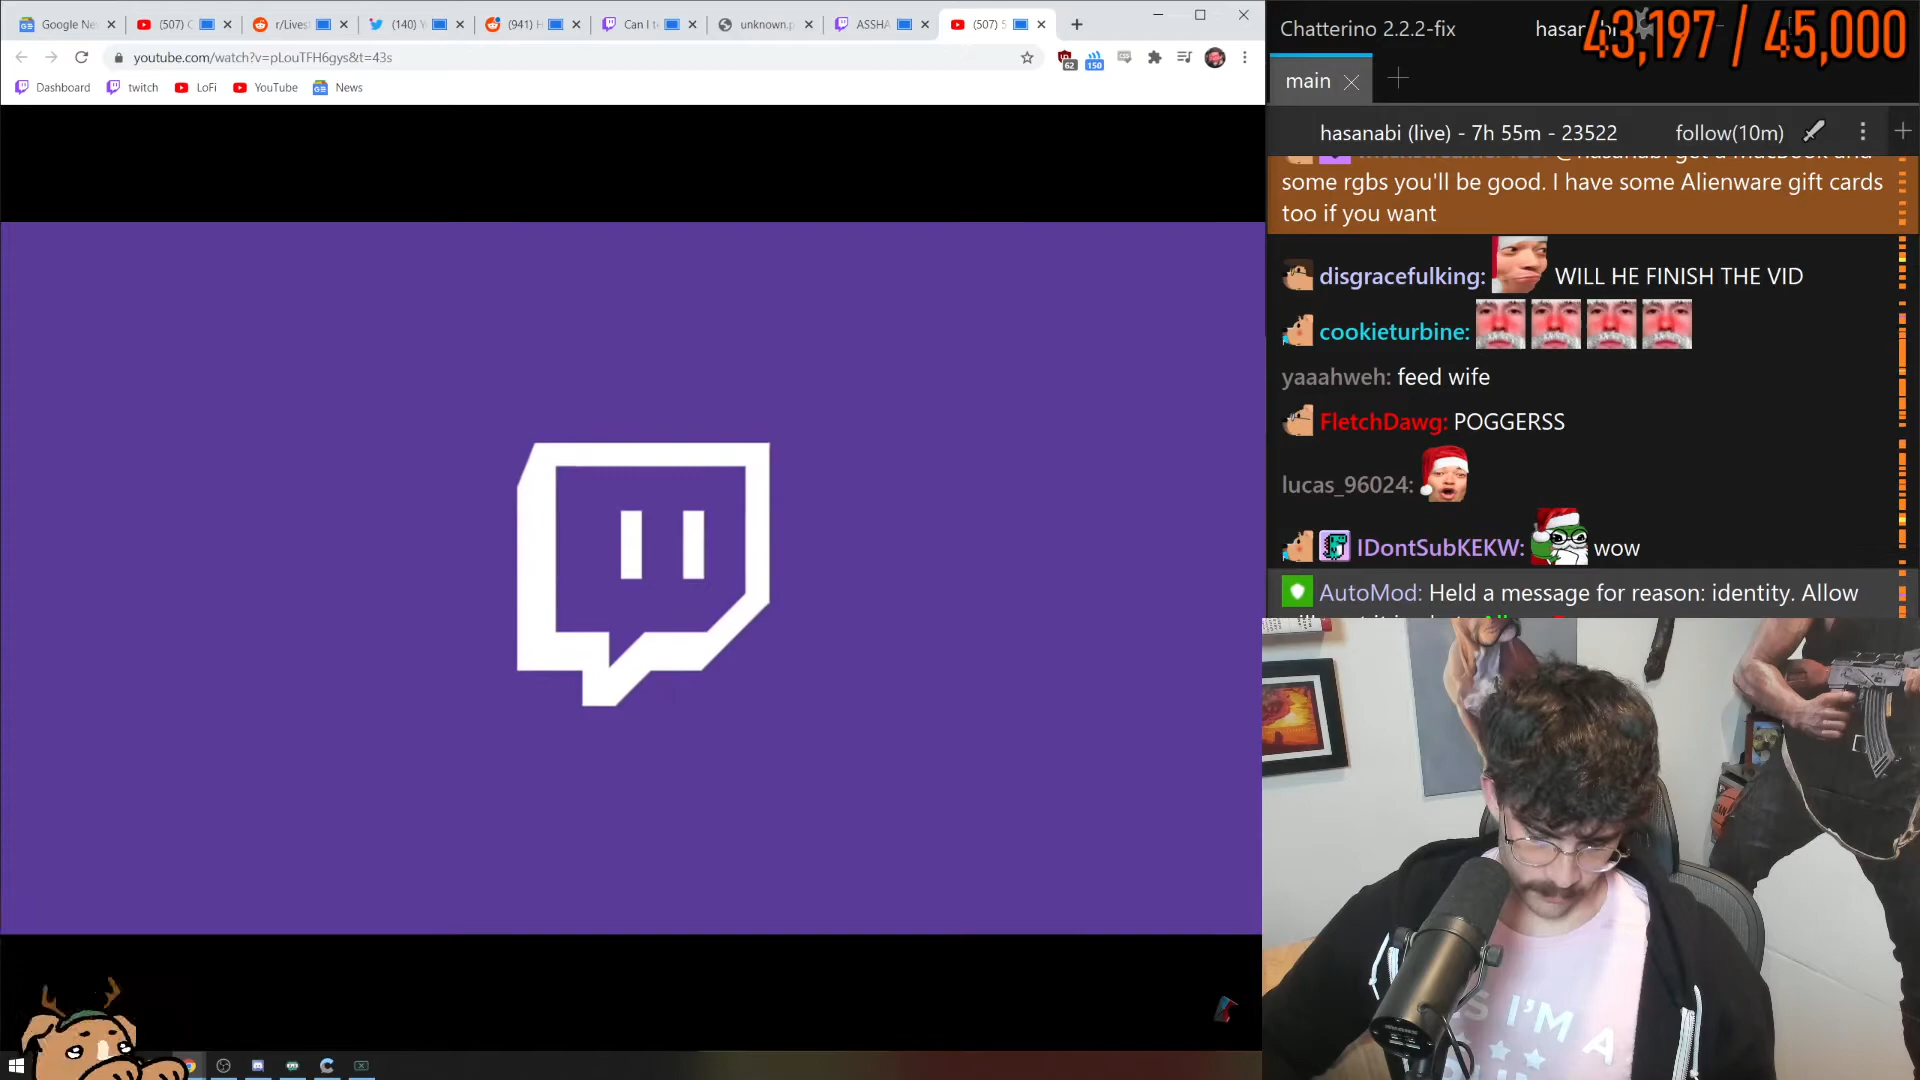 Google Ne
(507) C
r/Lives
(140) Y
(941) H
Can I t
unknown.p
ASSHA
(507) 5
youtube.com/watch?v=pLouTFH6gys&t=43s
62
150
Dashboard
twitch
LoFi
YouTube
News
Chatterino 2.2.2-fix
43,197 / 45,000
main
hasanabi (live) - 7h 55m - 23522
follow(10m)
some rgbs you'll be good. I have some Alienware gift cards
too if you want
disgracefulking: WILL HE FINISH THE VID
cookieturbine:
yaaahweh: feed wife
FletchDawg: POGGERSS
lucas_96024:
IDontSubKEKW: wow
AutoMod: Held a message for reason: identity. Allow
I'M A